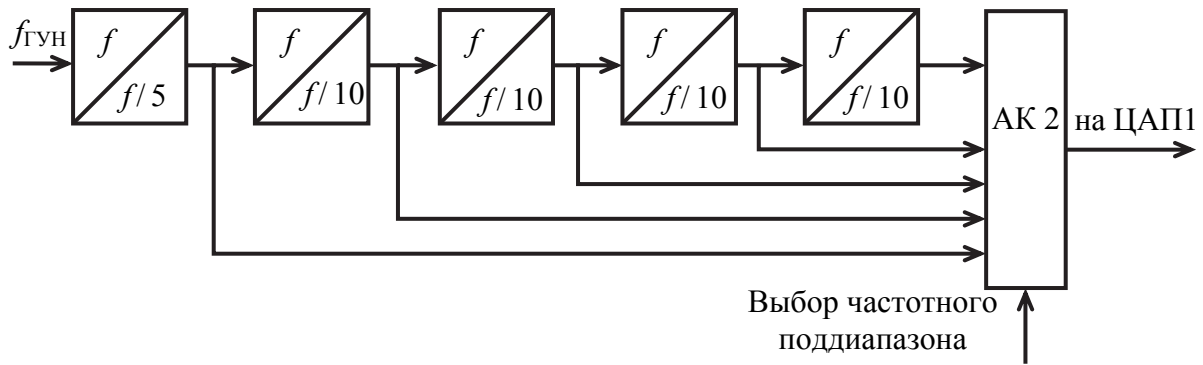 fГУН
f
f/ 5
f
f/ 10
f
f/ 10
f
f/ 10
f
f/ 10
АК 2
на ЦАП1
Выбор частотного
поддиапазона